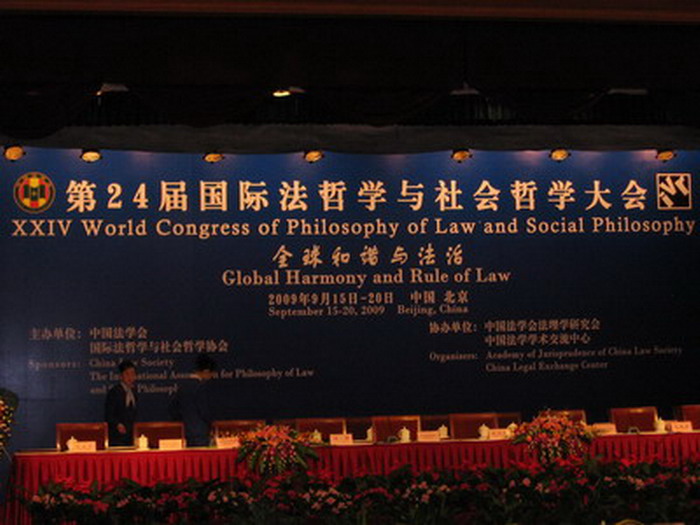 第24届国际法哲学与社会哲学大会
XXIV World Congress of Philosophy of Law and Social Philosophy
全球和谐与法治
Global Harmony and Rule of Law
2009年9月15日-20日 中国 北京
September 15-20, 2009 Beijing, China
主办单位: 中国法学会
国际法哲学与社会哲学协会
Sponsors: China Law Society
The International Association for Philosophy of Law
and Philosophy
协办单位: 中国法学会法理学研究会
中国法学学术交流中心
Organisers: Academy of Jurisprudence of China Law Society
China Legal Exchange Center